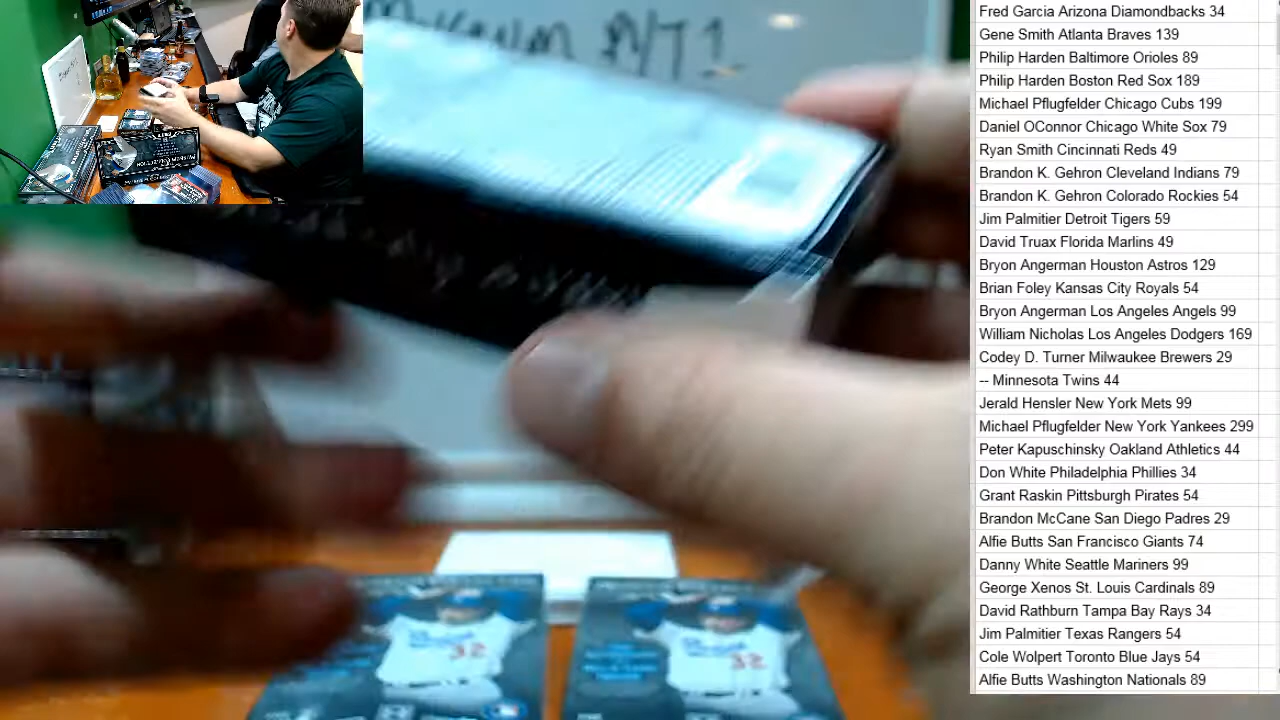 Fred Garcia Arizona Diamondbacks 34
Gene Smith Atlanta Braves 139
Philip Harden Baltimore Orioles 89
Philip Harden Boston Red Sox 189
Michael Pflugfelder Chicago Cubs 199
Daniel OConnor Chicago White Sox 79
Ryan Smith Cincinnati Reds 49
Brandon K. Gehron Cleveland Indians 79
Brandon K. Gehron Colorado Rockies 54
Jim Palmitier Detroit Tigers 59
David Truax Florida Marlins 49
Bryon Angerman Houston Astros 129
Brian Foley Kansas City Royals 54
Bryon Angerman Los Angeles Angels 99
William Nicholas Los Angeles Dodgers 169
Codey D. Turner Milwaukee Brewers 29
-- Minnesota Twins 44
Jerald Hensler New York Mets 99
Michael Pflugfelder New York Yankees 299
Peter Kapuschinsky Oakland Athletics 44
Don White Philadelphia Phillies 34
Grant Raskin Pittsburgh Pirates 54
Brandon McCane San Diego Padres 29
Alfie Butts San Francisco Giants 74
Danny White Seattle Mariners 99
George Xenos St. Louis Cardinals 89
David Rathburn Tampa Bay Rays 34
Jim Palmitier Texas Rangers 54
Cole Wolpert Toronto Blue Jays 54
Alfie Butts Washington Nationals 89
32
32